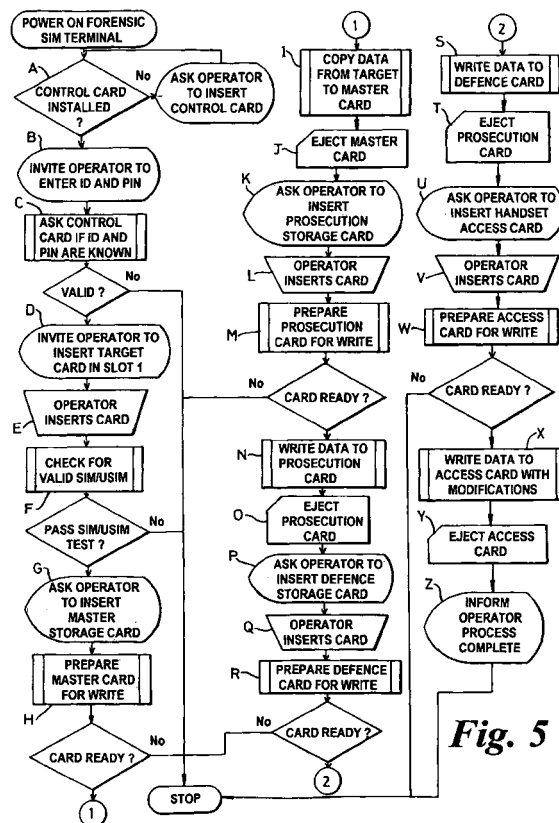 POWER ON FORENSIC
SIM TERMINAL
A
CONTROL CARD
INSTALLED
?
No
ASK OPERATOR
TO INSERT
CONTROL CARD
B
INVITE OPERATOR TO
ENTER ID AND PIN
C
ASK CONTROL
CARD IF ID AND
PIN ARE KNOWN
VALID ?
No
D
INVITE OPERATOR TO
INSERT TARGET
CARD IN SLOT 1
OPERATOR
INSERTS CARD
E
CHECK FOR
VALID SIM/USIM
F
PASS SIM/USIM
TEST ?
No
G
ASK OPERATOR
TO INSERT
MASTER
STORAGE CARD
PREPARE
MASTER CARD
FOR WRITE
H
CARD READY ?
No
1
1
I
COPY DATA
FROM TARGET
TO MASTER
CARD
J
EJECT MASTER
CARD
K
ASK OPERATOR TO
INSERT
PROSECUTION
STORAGE CARD
L
OPERATOR
INSERTS CARD
M
PREPARE
PROSECUTION
CARD FOR WRITE
No
CARD READY ?
N
WRITE DATA TO
PROSECUTION
CARD
O
EJECT
PROSECUTION
CARD
P
ASK OPERATOR TO
INSERT DEFENCE
STORAGE CARD
Q
OPERATOR
INSERTS CARD
R
PREPARE DEFENCE
CARD FOR WRITE
No
CARD READY ?
2
STOP
2
S
WRITE DATA TO
DEFENCE CARD
T
EJECT
PROSECUTION
CARD
U
ASK OPERATOR TO
INSERT HANDSET
ACCESS CARD
V
OPERATOR
INSERTS CARD
W
PREPARE ACCESS
CARD FOR WRITE
No
CARD READY ?
X
WRITE DATA TO
ACCESS CARD WITH
MODIFICATIONS
Y
EJECT ACCESS
CARD
Z
INFORM
OPERATOR
PROCESS
COMPLETE
Fig. 5